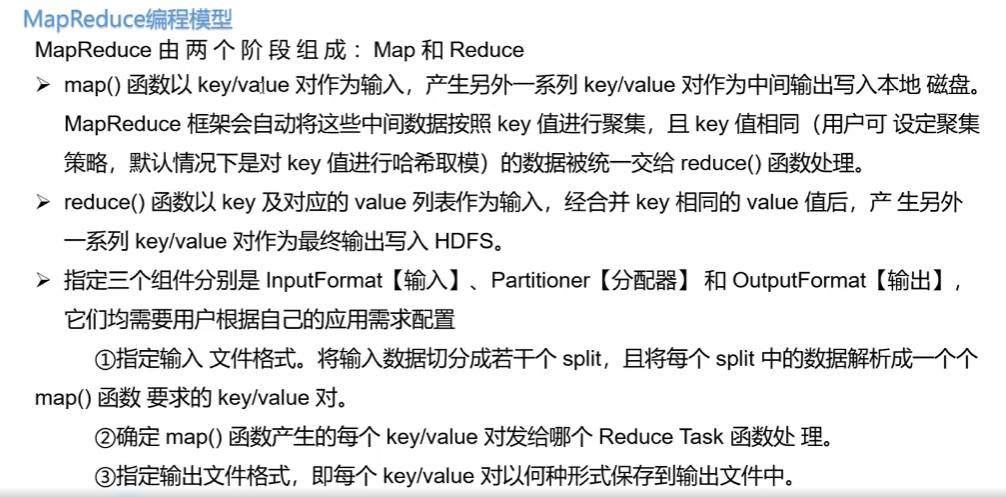 MapReduce编程模型
MapReduce 由 两 个 阶 段 组 成 ：Map 和 Reduce
➢ map() 函数以 key/value 对作为输入，产生另外一系列 key/value 对作为中间输出写入本地 磁盘。
MapReduce 框架会自动将这些中间数据按照 key 值进行聚集，且 key 值相同（用户可 设定聚集
策略，默认情况下是对 key 值进行哈希取模）的数据被统一交给 reduce() 函数处理。
➢ reduce() 函数以 key 及对应的 value 列表作为输入，经合并 key 相同的 value 值后，产 生另外
一系列 key/value 对作为最终输出写入 HDFS。
➢ 指定三个组件分别是 InputFormat【输入】、Partitioner【分配器】 和 OutputFormat【输出】，
它们均需要用户根据自己的应用需求配置
①指定输入 文件格式。将输入数据切分成若干个 split，且将每个 split 中的数据解析成一个个
map() 函数 要求的 key/value 对。
②确定 map() 函数产生的每个 key/value 对发给哪个 Reduce Task 函数处 理。
③指定输出文件格式，即每个 key/value 对以何种形式保存到输出文件中。